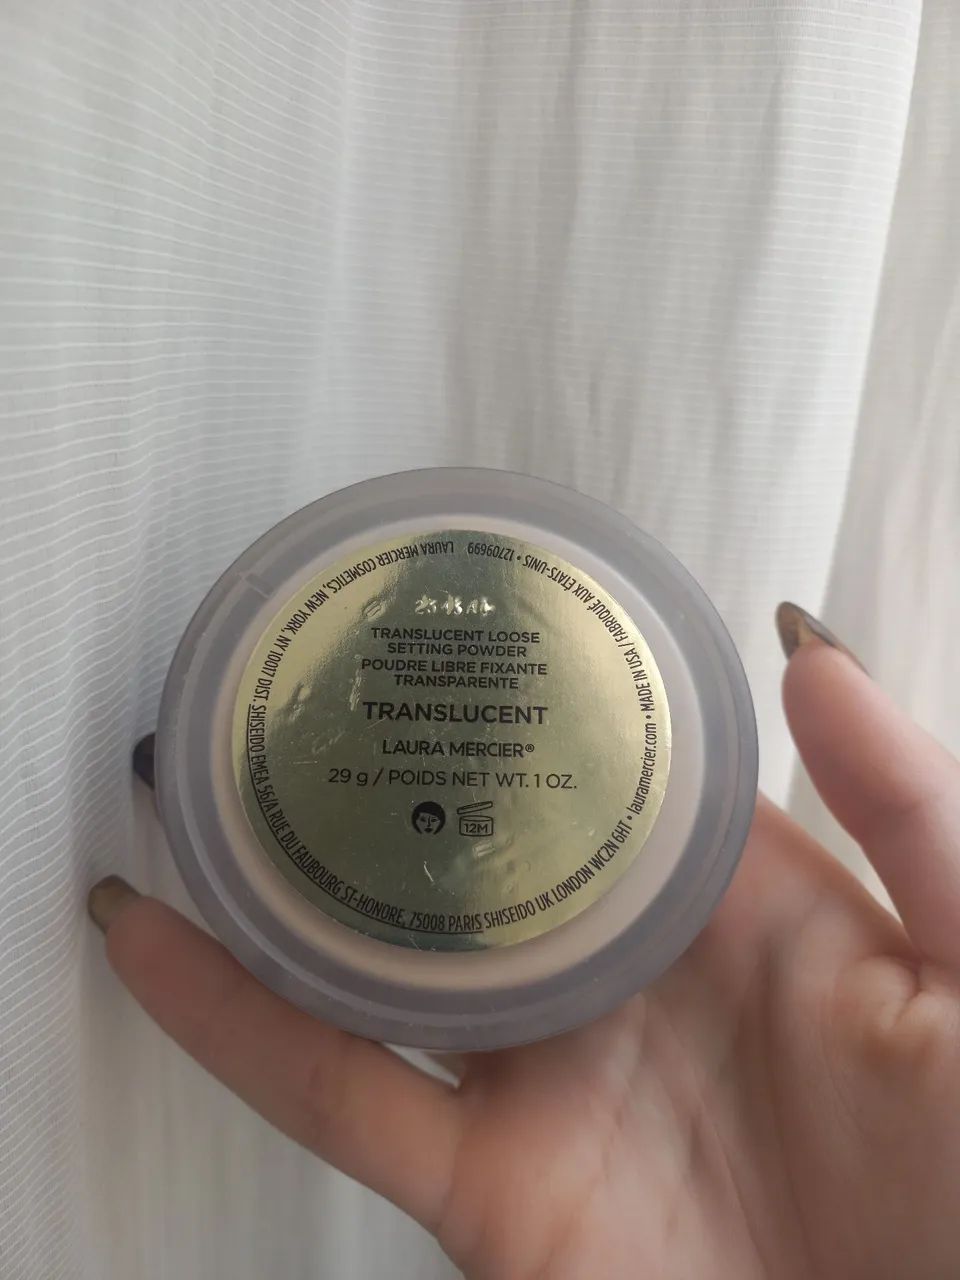 TRANSLUCENT LOOSE
SETTING POWDER
POUDRE LIBRE FIXANTE
TRANSPARENTE
TRANSLUCENT
LAURA MERCIER®
29 g / POIDS NET WT. 1 OZ.
12M
LAURA MERCIER COSMETICS, NEW YORK, NY 10017 DIST. SHISEIDO EMEA 56/A RUE DU FAUBOURG ST-HONORE, 75008 PARIS SHISEIDO UK LONDON WC2N 6HT • lauramercier.com • MADE IN USA / FABRIQUÉ AUX ÉTATS-UNIS • 12709699